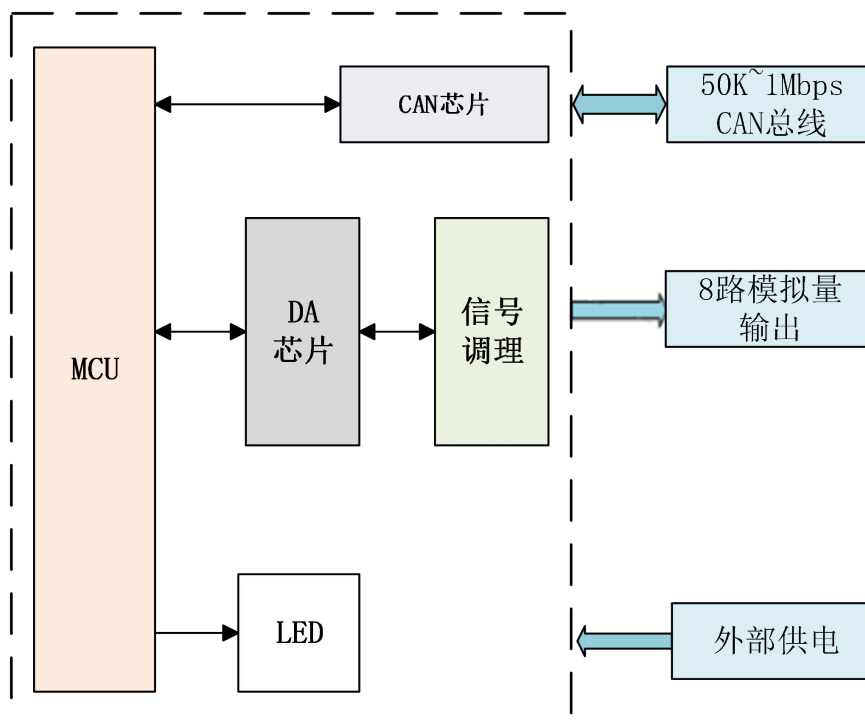 CAN芯片
50K~1Mbps
CAN总线
MCU
DA
芯片
信号
调理
8路模拟量
输出
LED
外部供电